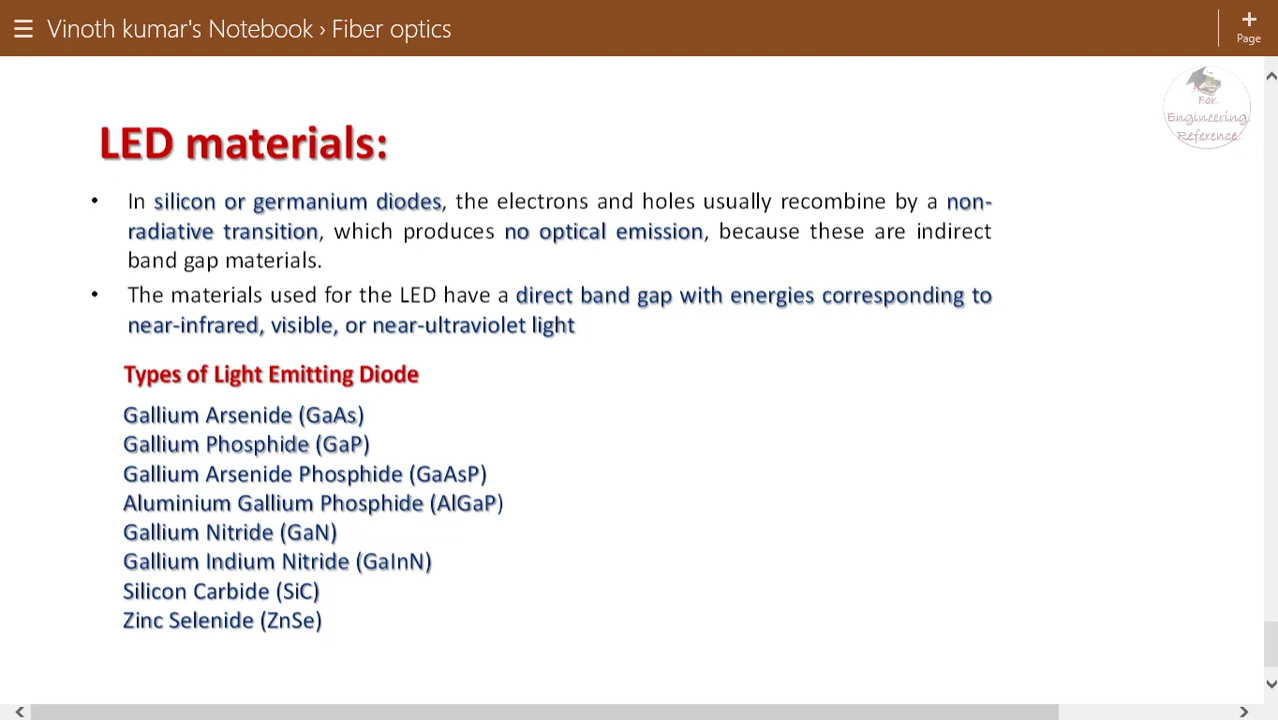 ☰ Vinoth kumar's Notebook › Fiber optics
+
Page
For
Engineering
Reference
LED materials:
• In silicon or germanium diodes, the electrons and holes usually recombine by a non-
radiative transition, which produces no optical emission, because these are indirect
band gap materials.
• The materials used for the LED have a direct band gap with energies corresponding to
near-infrared, visible, or near-ultraviolet light
Types of Light Emitting Diode
Gallium Arsenide (GaAs)
Gallium Phosphide (GaP)
Gallium Arsenide Phosphide (GaAsP)
Aluminium Gallium Phosphide (AlGaP)
Gallium Nitride (GaN)
Gallium Indium Nitride (GaInN)
Silicon Carbide (SiC)
Zinc Selenide (ZnSe)